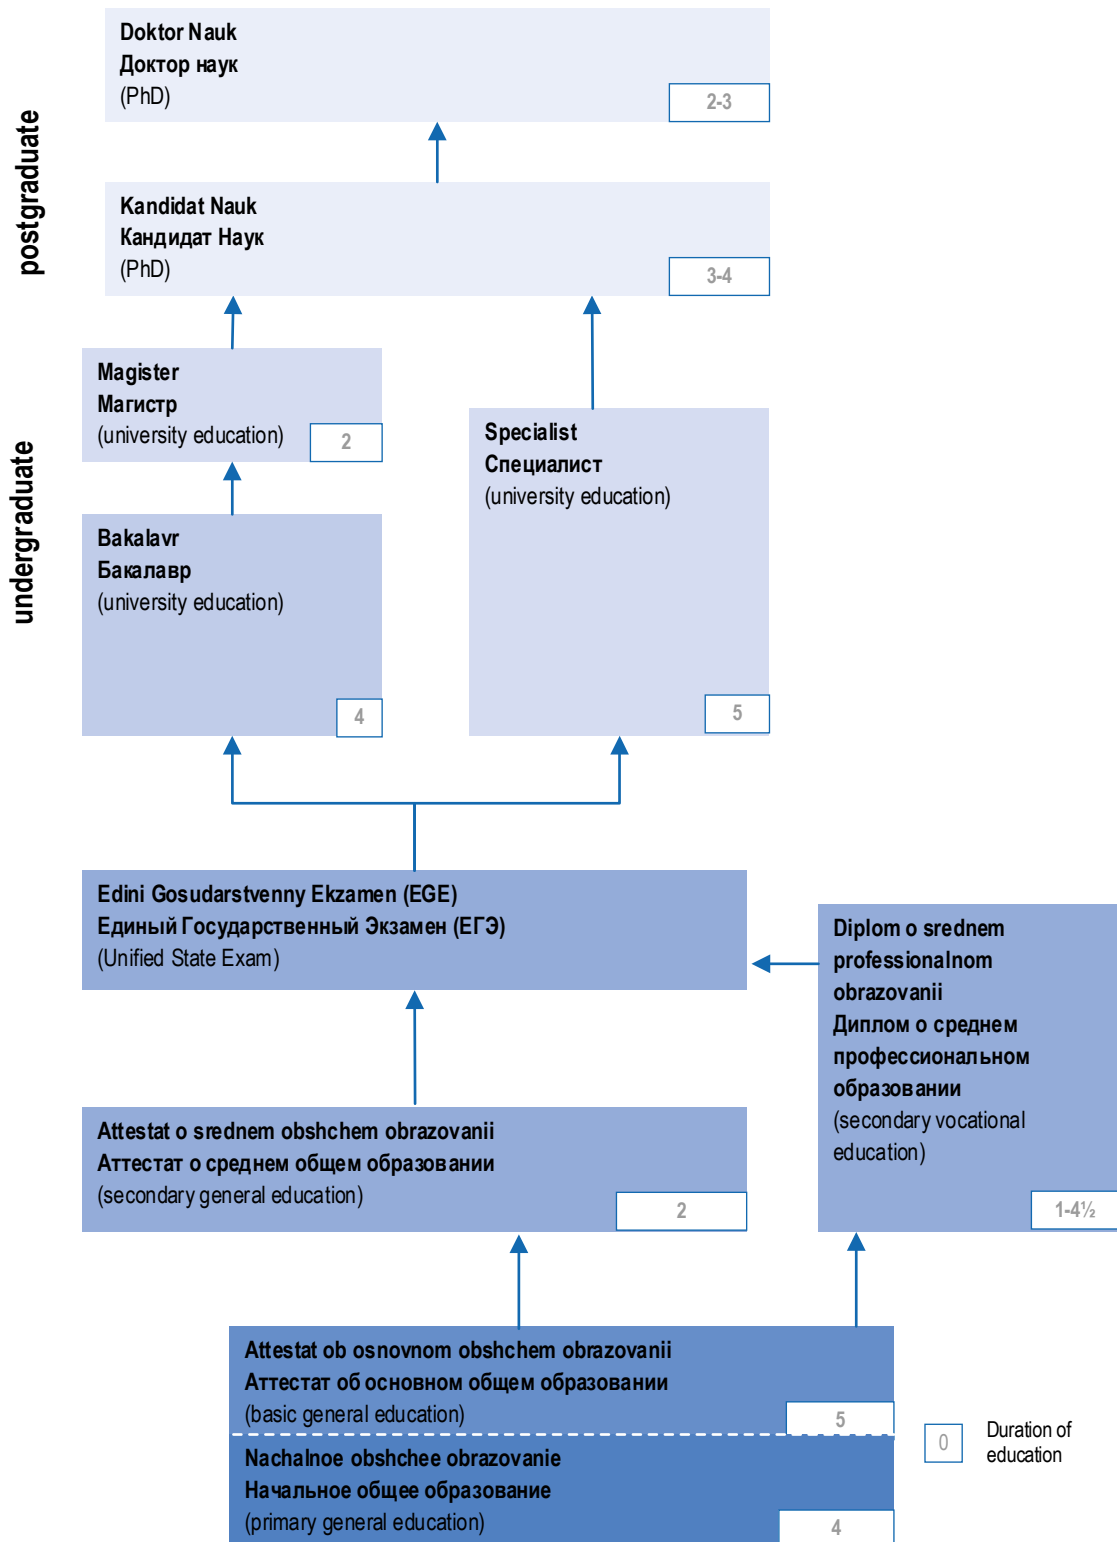 postgraduate
Doktor Nauk
Доктор наук
(PhD)
2-3
Kandidat Nauk
Кандидат Наук
(PhD)
3-4
undergraduate
Magister
Магистр
(university education)
2
Specialist
Специалист
(university education)
5
Bakalavr
Бакалавр
(university education)
4
Edini Gosudarstvenny Ekzamen (EGE)
Единый Государственный Экзамен (ЕГЭ)
(Unified State Exam)
Diplom o srednem
professionalnom
obrazovanii
Диплом о среднем
профессиональном
образовании
(secondary vocational
education)
1-4½
Attestat o srednem obshchem obrazovanii
Аттестат о среднем общем образовании
(secondary general education)
2
Attestat ob osnovnom obshchem obrazovanii
Аттестат об основном общем образовании
(basic general education)
5
Nachalnoe obshchee obrazovanie
Начальное общее образование
(primary general education)
4
0
Duration of
education